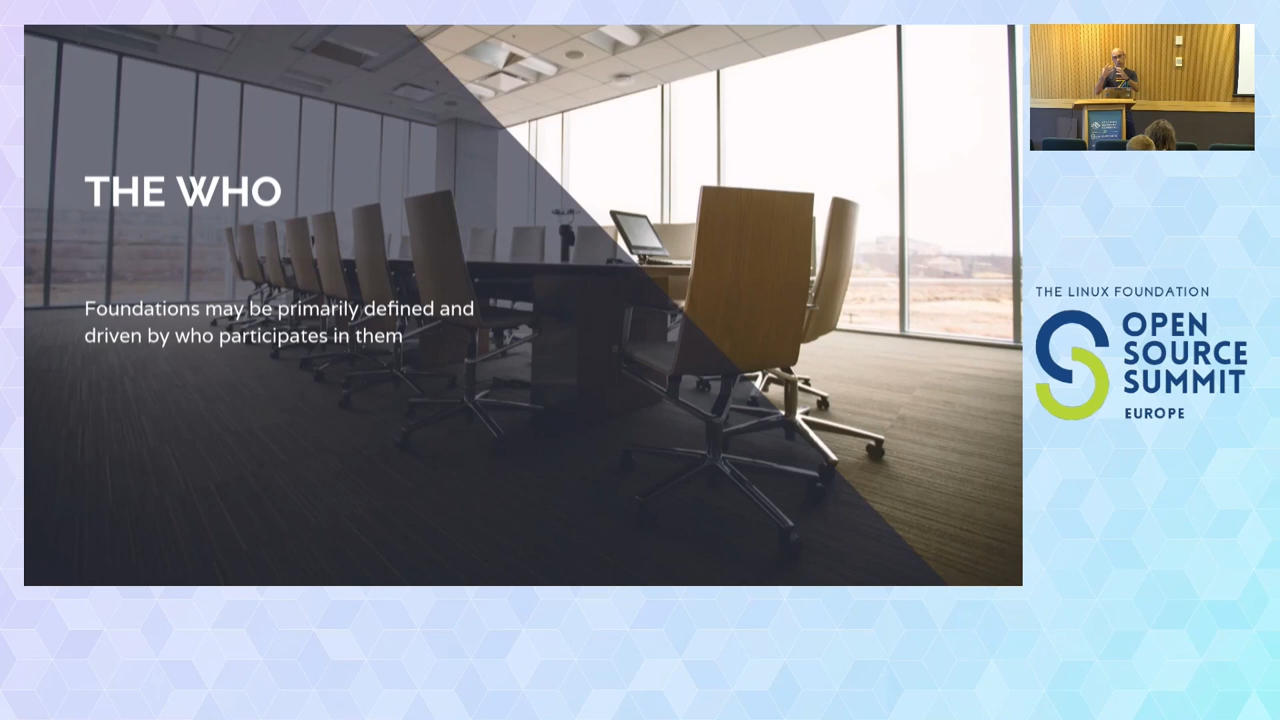 THE WHO
Foundations may be primarily defined and
driven by who participates in them
THE LINUX FOUNDATION
OPEN
SOURCE
SUMMIT
EUROPE